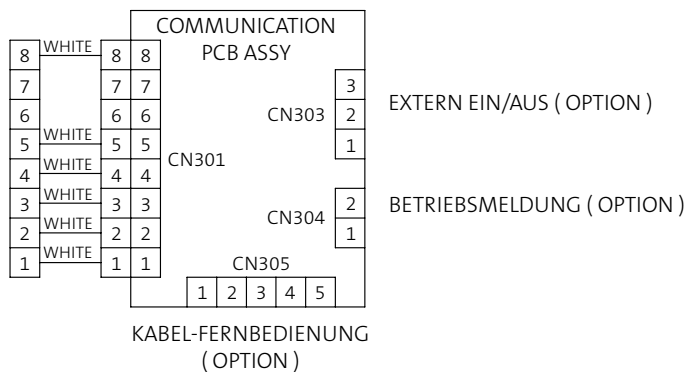 COMMUNICATION
PCB ASSY
8 WHITE 8 8
7 7 7
6 6 6
5 WHITE 5 5
4 WHITE 4 4
3 WHITE 3 3
2 WHITE 2 2
1 WHITE 1 1
CN301
3
CN303 2
1
EXTERN EIN/AUS ( OPTION )
2
CN304
1
BETRIEBSMELDUNG ( OPTION )
CN305
1 2 3 4 5
KABEL-FERNBEDIENUNG
( OPTION )